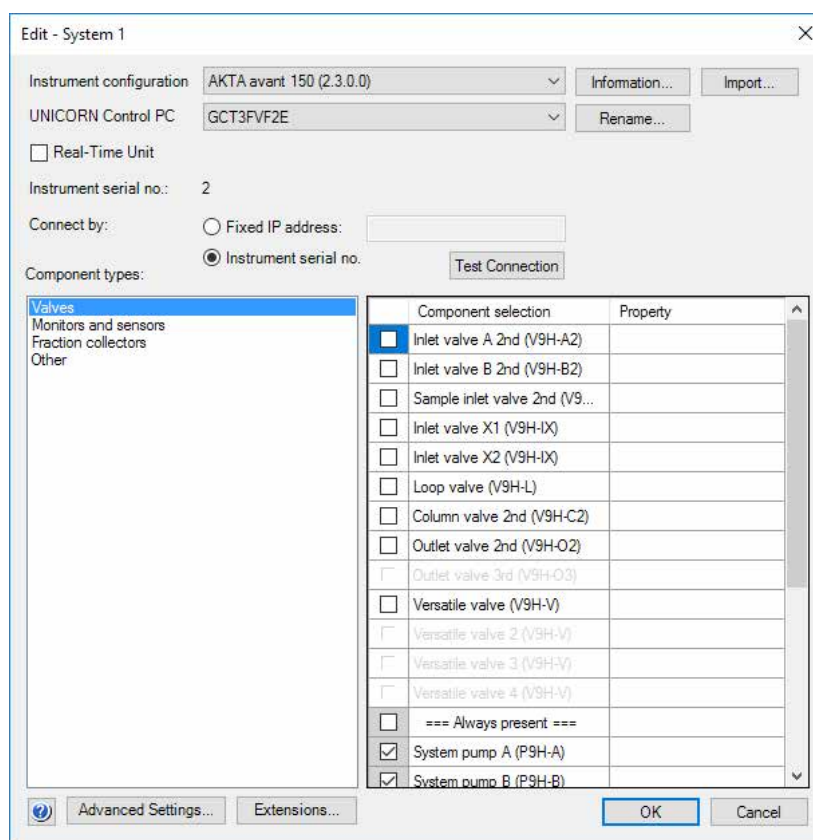 Edit - System 1
Instrument configuration AKTA avant 150 (2.3.0.0) Information... Import...
UNICORN Control PC GCT3FVF2E Rename...
Real-Time Unit
Instrument serial no.: 2
Connect by: Fixed IP address:
Instrument serial no.
Test Connection
Component types:
Valves
Monitors and sensors
Fraction collectors
Other
Component selection Property
Inlet valve A 2nd (V9H-A2)
Inlet valve B 2nd (V9H-B2)
Sample inlet valve 2nd (V9...
Inlet valve X1 (V9H-IX)
Inlet valve X2 (V9H-IX)
Loop valve (V9H-L)
Column valve 2nd (V9H-C2)
Outlet valve 2nd (V9H-O2)
Outlet valve 3rd (V9H-O3)
Versatile valve (V9H-V)
Versatile valve 2 (V9H-V)
Versatile valve 3 (V9H-V)
Versatile valve 4 (V9H-V)
=== Always present ===
System pump A (P9H-A)
System pump B (P9H-B)
? Advanced Settings... Extensions... OK Cancel